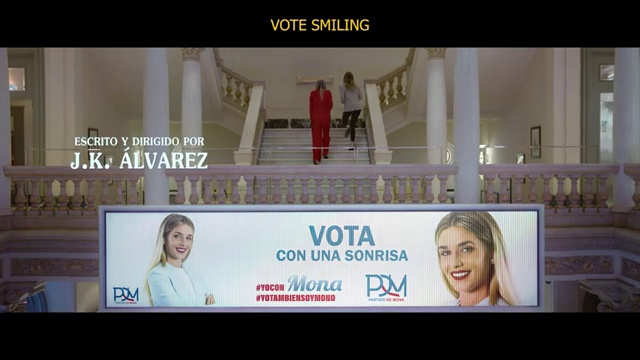 VOTE SMILING
ESCRITO Y DIRIGIDO POR
J.K. ÁLVAREZ
VOTA
CON UNA SONRISA
#YOCON Mona
#YOTAMBIENSOYMONO
PDM
PDM
PARTIDO DE MONA